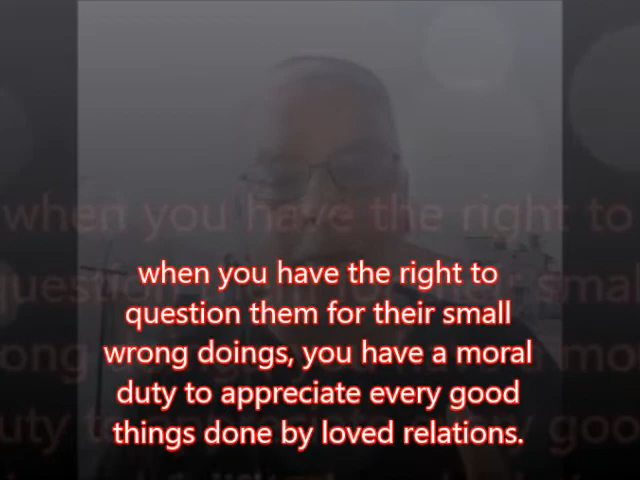 when you have the right to
question them for their small
wrong doings, you have a moral
duty to appreciate every good
things done by loved relations.